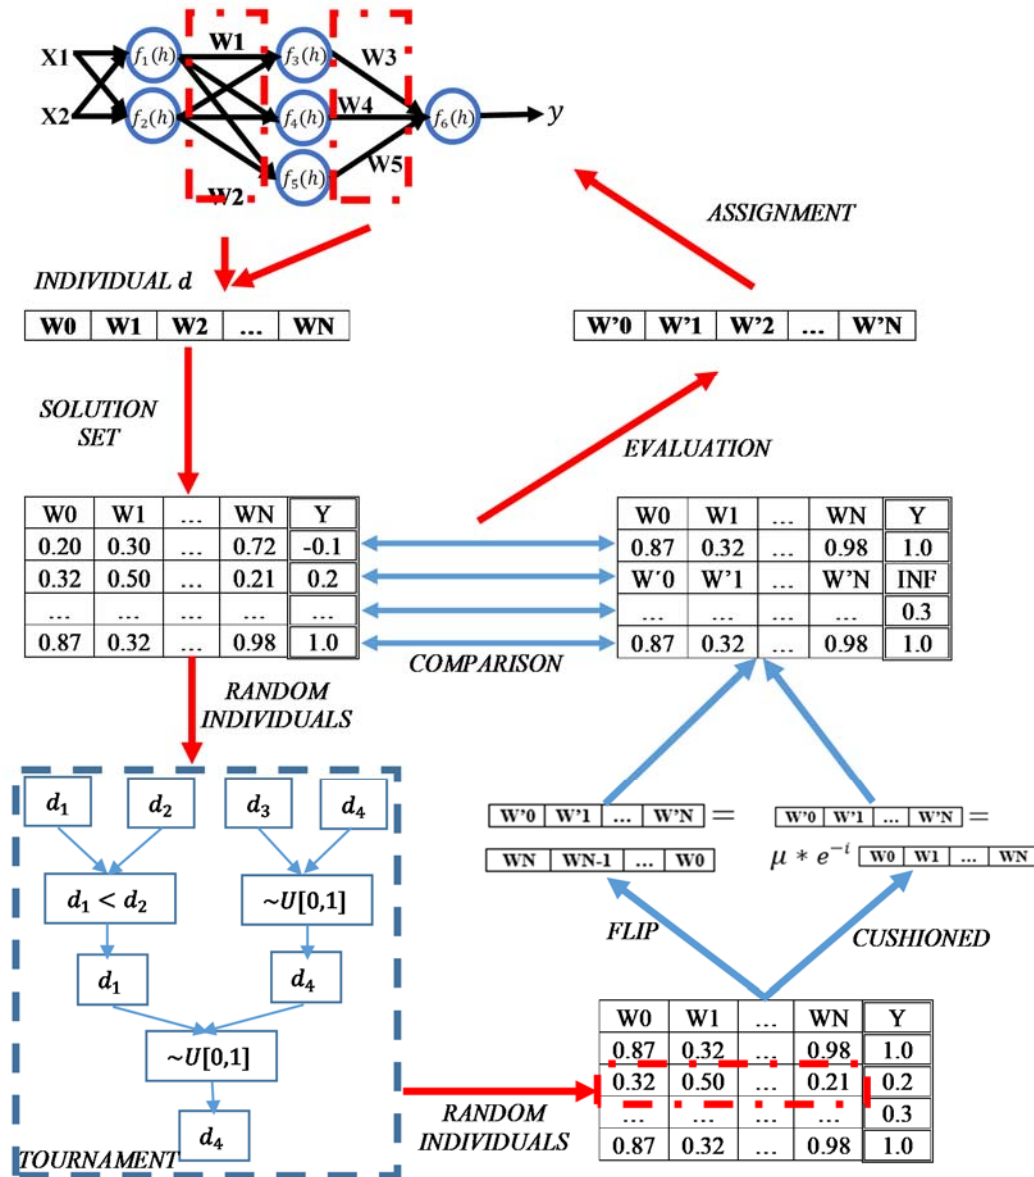 X1
X2
f₁(h)
f₂(h)
W1
W2
f₃(h)
f₄(h)
f₅(h)
W3
W4
W5
f₆(h)
y
ASSIGNMENT
INDIVIDUAL d
W0 W1 W2 ... WN
W'0 W'1 W'2 ... W'N
SOLUTION
SET
EVALUATION
W0 W1 ... WN Y
0.20 0.30 ... 0.72 -0.1
0.32 0.50 ... 0.21 0.2
... ... ... ... ...
0.87 0.32 ... 0.98 1.0
COMPARISON
W0 W1 ... WN Y
0.87 0.32 ... 0.98 1.0
W´0 W'1 ... W'N INF
... ... ... ... 0.3
0.87 0.32 ... 0.98 1.0
RANDOM
INDIVIDUALS
d₁ d₂ d₃ d₄
d₁ < d₂ ~U[0,1]
d₁ d₄
~U[0,1]
d₄
TOURNAMENT
W'0 W'1 ... W'N =
WN WN-1 ... W0
W'0 W'1 ... W'N =
μ * e⁻ⁱ W0 W1 ... WN
FLIP
CUSHIONED
RANDOM
INDIVIDUALS
W0 W1 ... WN Y
0.87 0.32 ... 0.98 1.0
0.32 0.50 ... 0.21 0.2
... ... ... ... 0.3
0.87 0.32 ... 0.98 1.0